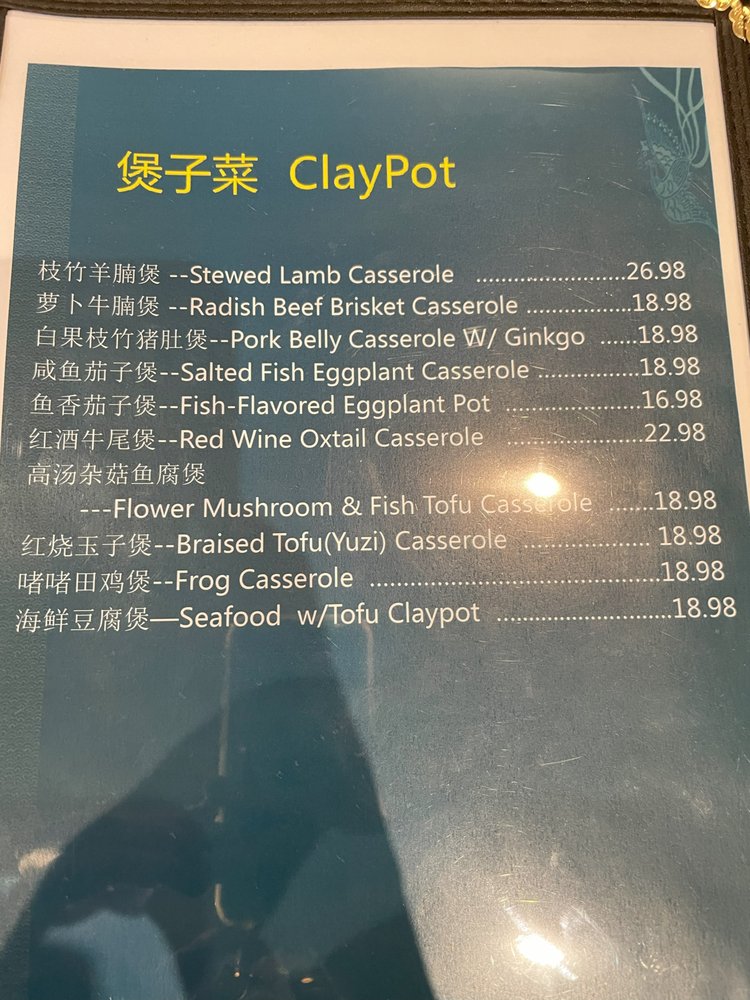 煲子菜 ClayPot
枝竹羊腩煲 --Stewed Lamb Casserole .......................26.98
萝卜牛腩煲 --Radish Beef Brisket Casserole ................18.98
白果枝竹猪肚煲--Pork Belly Casserole W/ Ginkgo ......18.98
咸鱼茄子煲--Salted Fish Eggplant Casserole ...............18.98
鱼香茄子煲--Fish-Flavored Eggplant Pot .....................16.98
红酒牛尾煲--Red Wine Oxtail Casserole .....................22.98
高汤杂菇鱼腐煲
---Flower Mushroom & Fish Tofu Casserole .......18.98
红烧玉子煲--Braised Tofu(Yuzi) Casserole .................... 18.98
啫啫田鸡煲--Frog Casserole ............................................18.98
海鲜豆腐煲—Seafood w/Tofu Claypot ...........................18.98